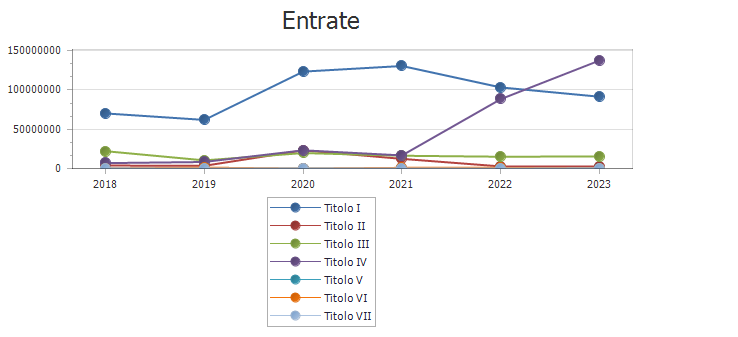 Entrate
150000000
100000000
50000000
0
2018 2019 2020 2021 2022 2023
Titolo I
Titolo II
Titolo III
Titolo IV
Titolo V
Titolo VI
Titolo VII